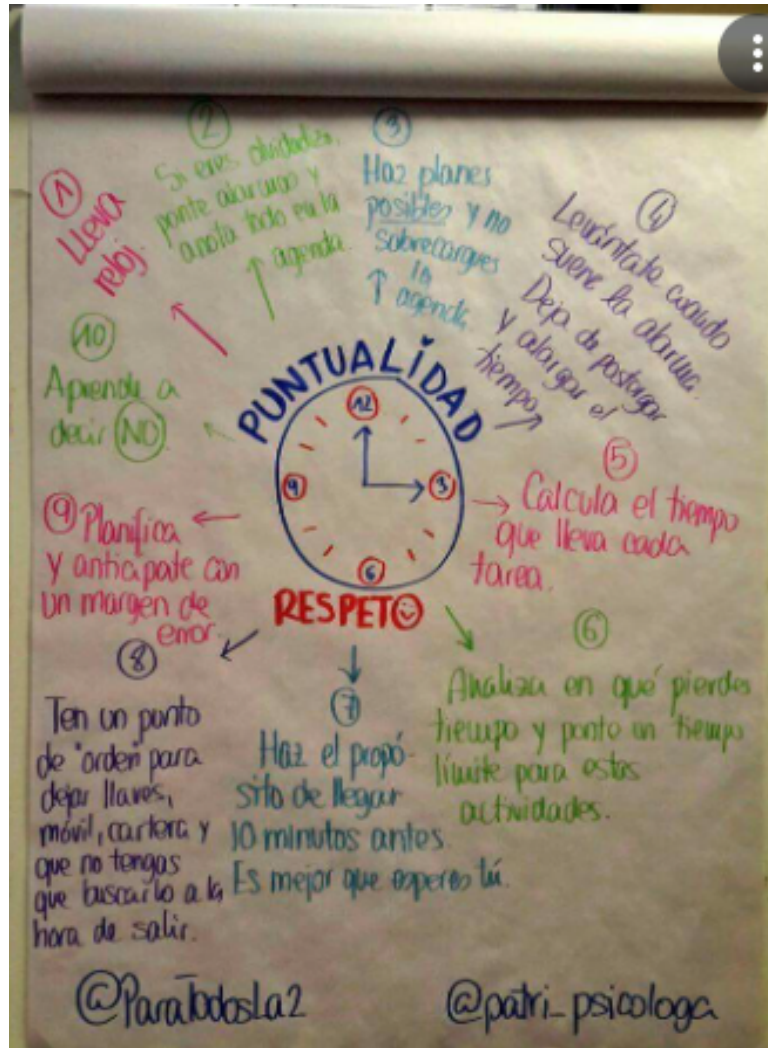 PUNTUALIDAD
12
3
6
9
RESPETO
1
Lleva
reloj.
2
Si eres olvidadizo,
ponte alarmas y
anota todo en la
agenda.
3
Haz planes
posibles y no
sobrecargues
la
agenda
4
Levántate cuando
suene la alarma.
Deja de postergar
y alargar el
tiempo
5
Calcula el tiempo
que lleva cada
tarea.
6
Analiza en qué pierdes
tiempo y ponte un tiempo
límite para estas
actividades.
7
Haz el propó-
sito de llegar
10 minutos antes.
Es mejor que esperes tú.
8
Ten un punto
de "orden" para
dejar llaves,
móvil, cartera y
que no tengas
que buscarlo a la
hora de salir.
9 Planifica
y anticípate con
un margen de
error.
10
Aprende a
decir NO
@ParaTodosLa2
@patri_psicologa